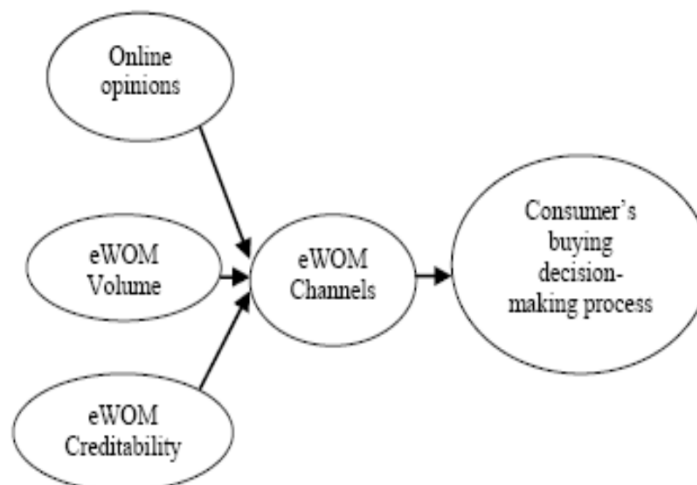 Online
opinions
eWOM
Volume
eWOM
Creditability
eWOM
Channels
Consumer’s
buying
decision-
making process